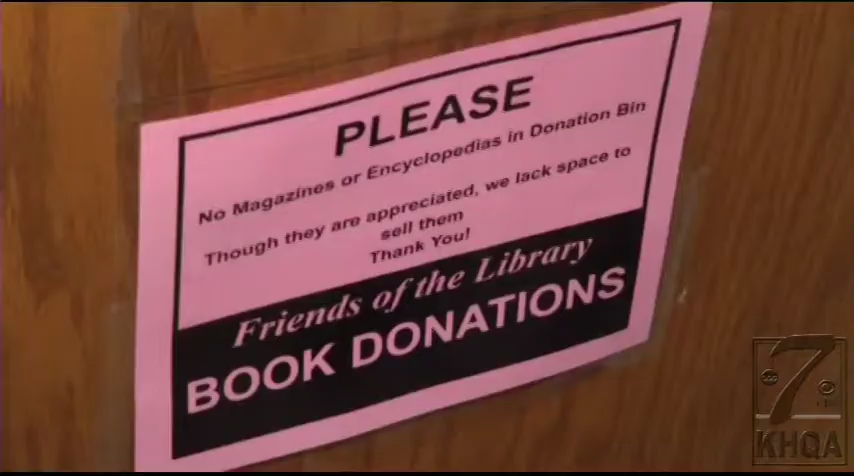 PLEASE
No Magazines or Encyclopedias in Donation Bin
Though they are appreciated, we lack space to
sell them
Thank You!
Friends of the Library
BOOK DONATIONS
7
KHQA